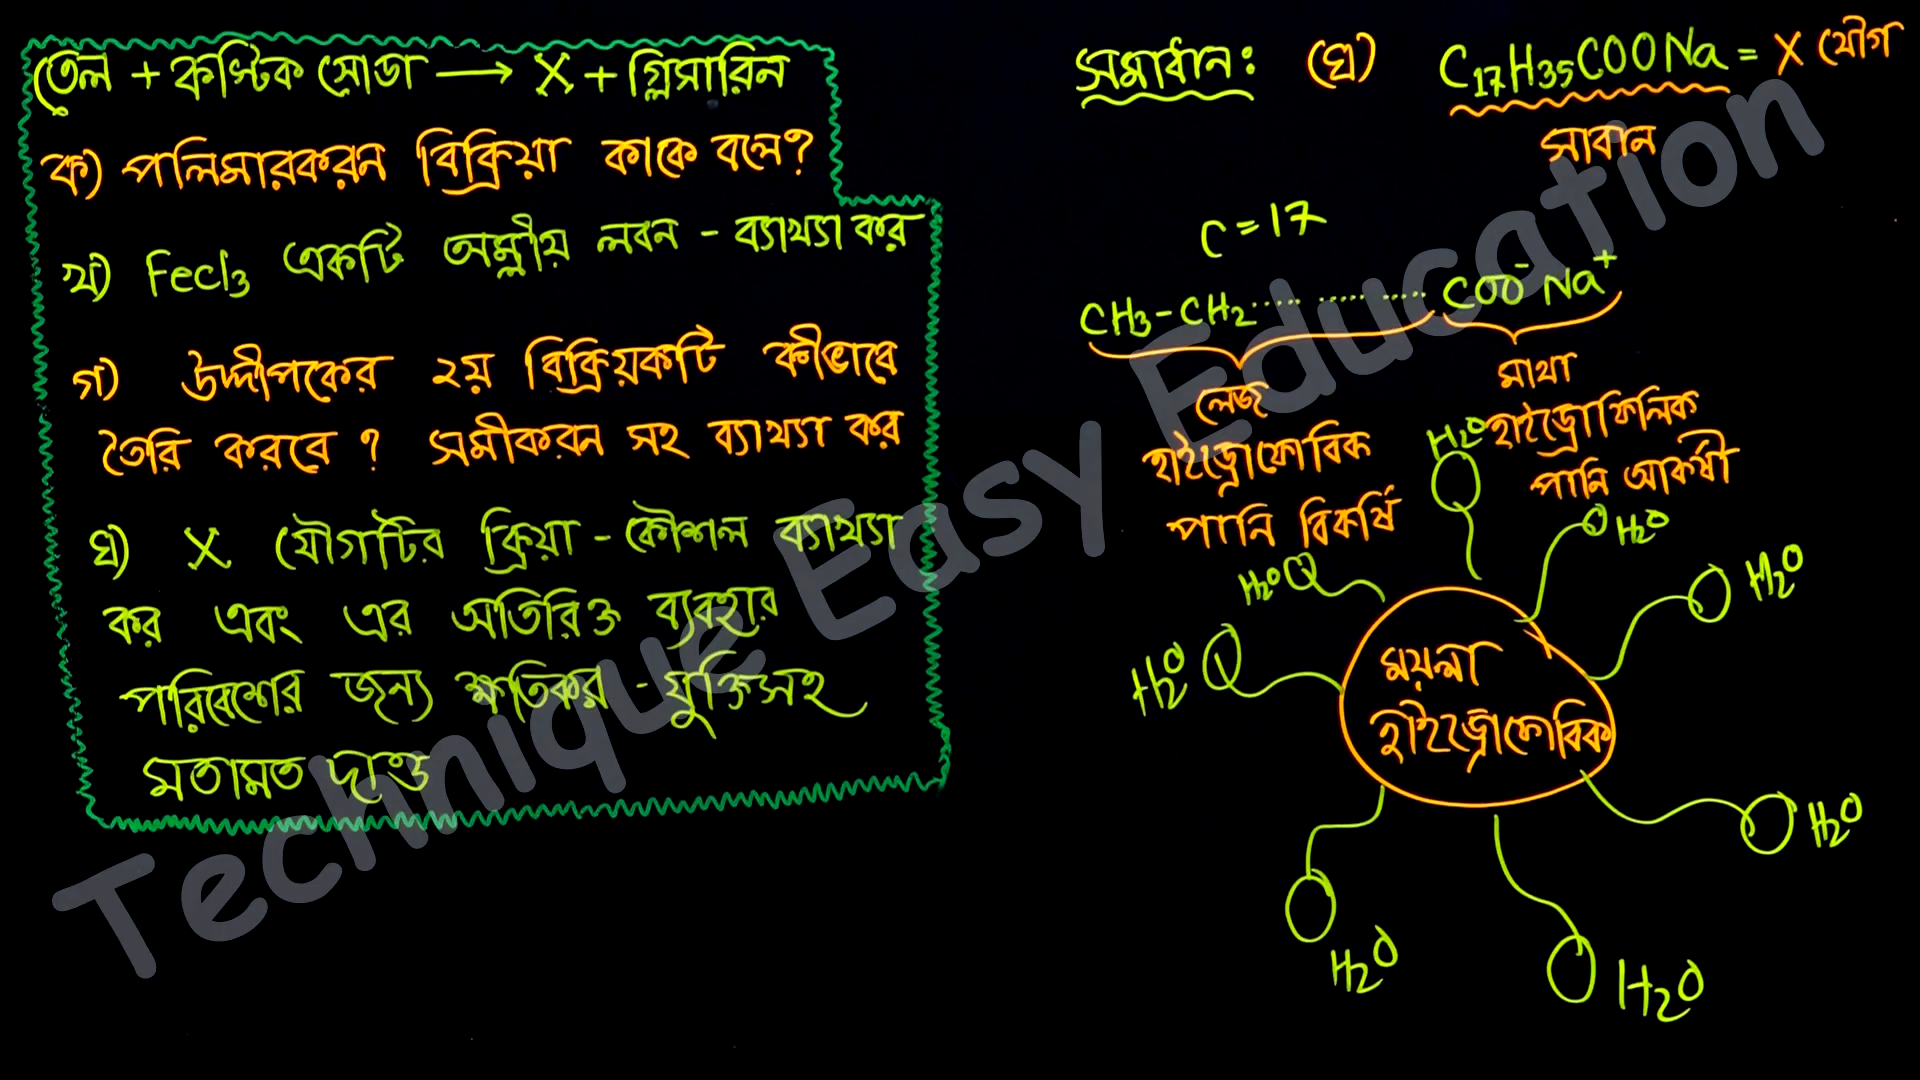 তেল + কস্টিক সোডা → X + গ্লিসারিন
ক) পলিমারকরন বিক্রিয়া কাকে বলে?
খ) FeCl₃ একটি অম্লীয় লবন - ব্যাখ্যা কর
গ) উদ্দীপকের ২য় বিক্রিয়কটি কীভাবে
তৈরি করবে ? সমীকরন সহ ব্যাখ্যা কর
ঘ) X যৌগটির ক্রিয়া - কৌশল ব্যাখ্যা
কর এবং এর অতিরিক্ত ব্যবহার
পরিবেশের জন্য ক্ষতিকর - যুক্তিসহ
মতামত দাও
সমাধান: (ঘ) C₁₇H₃₅COONa = X যৌগ
সাবান
C = 17
CH₃-CH₂.................COO⁻Na⁺
লেজ
হাইড্রোফোবিক
পানি বিকর্ষি
মাথা
হাইড্রোফিলিক
পানি আকর্ষী
H₂O
H₂O
H₂O
H₂O
H₂O
ময়লা
হাইড্রোফোবিক
H₂O
H₂O
H₂O
Technique Easy Education